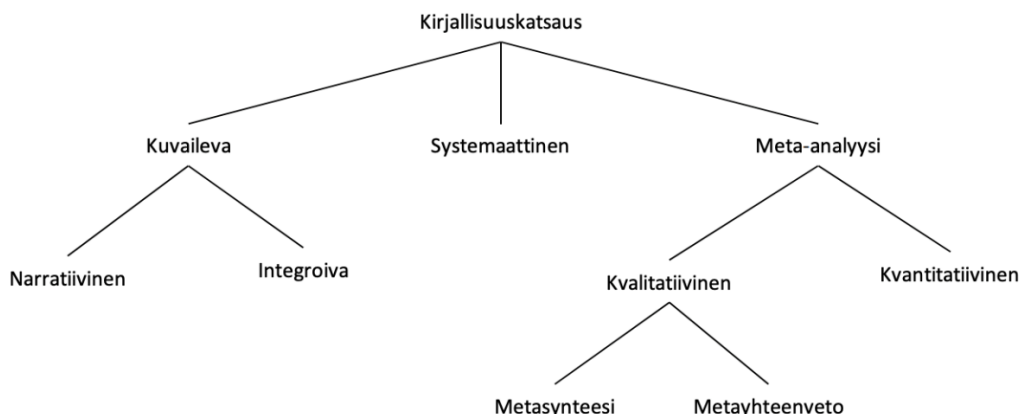 Kirjallisuuskatsaus
Kuvaileva
Systemaattinen
Meta-analyysi
Narratiivinen
Integroiva
Kvalitatiivinen
Kvantitatiivinen
Metasynteesi
Metayhteenveto